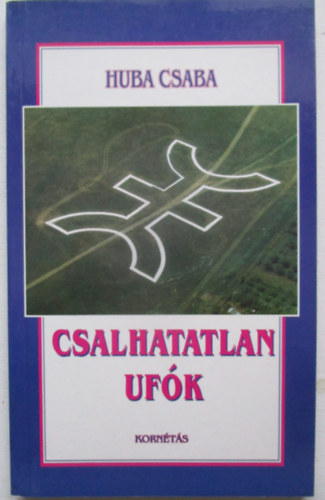 HUBA CSABA
CSALHATATLAN
UFÓK
KORNÉTÁS